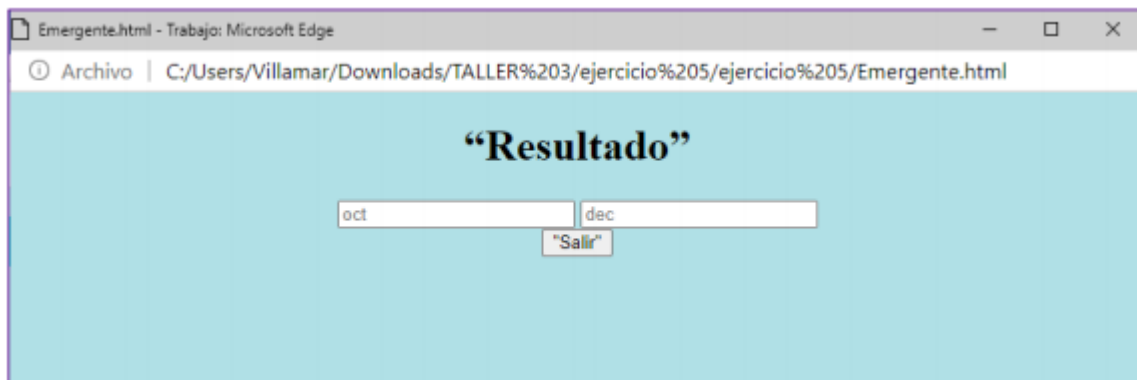 Emergente.html - Trabajo: Microsoft Edge
Archivo | C:/Users/Villamar/Downloads/TALLER%203/ejercicio%205/ejercicio%205/Emergente.html
“Resultado”
oct dec
"Salir"